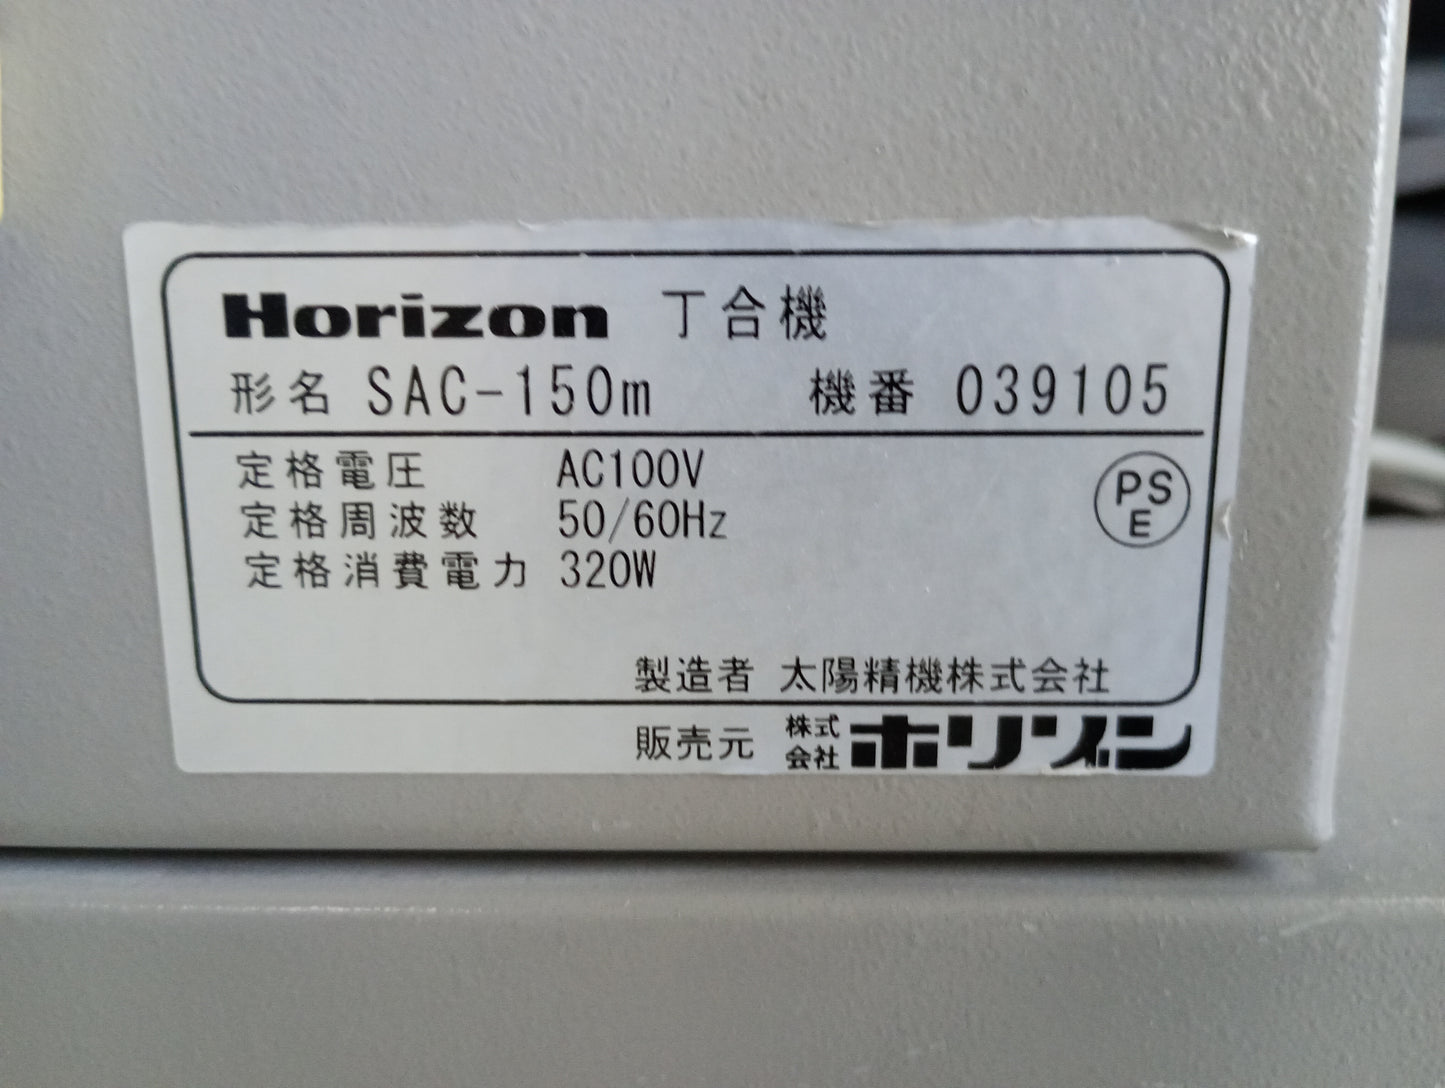 Horizon 丁合機
形名 SAC-150m 機番 039105
定格電圧 AC100V
定格周波数 50/60Hz
定格消費電力 320W
PS
E
製造者 太陽精機株式会社
販売元 株式会社 ホリゾン